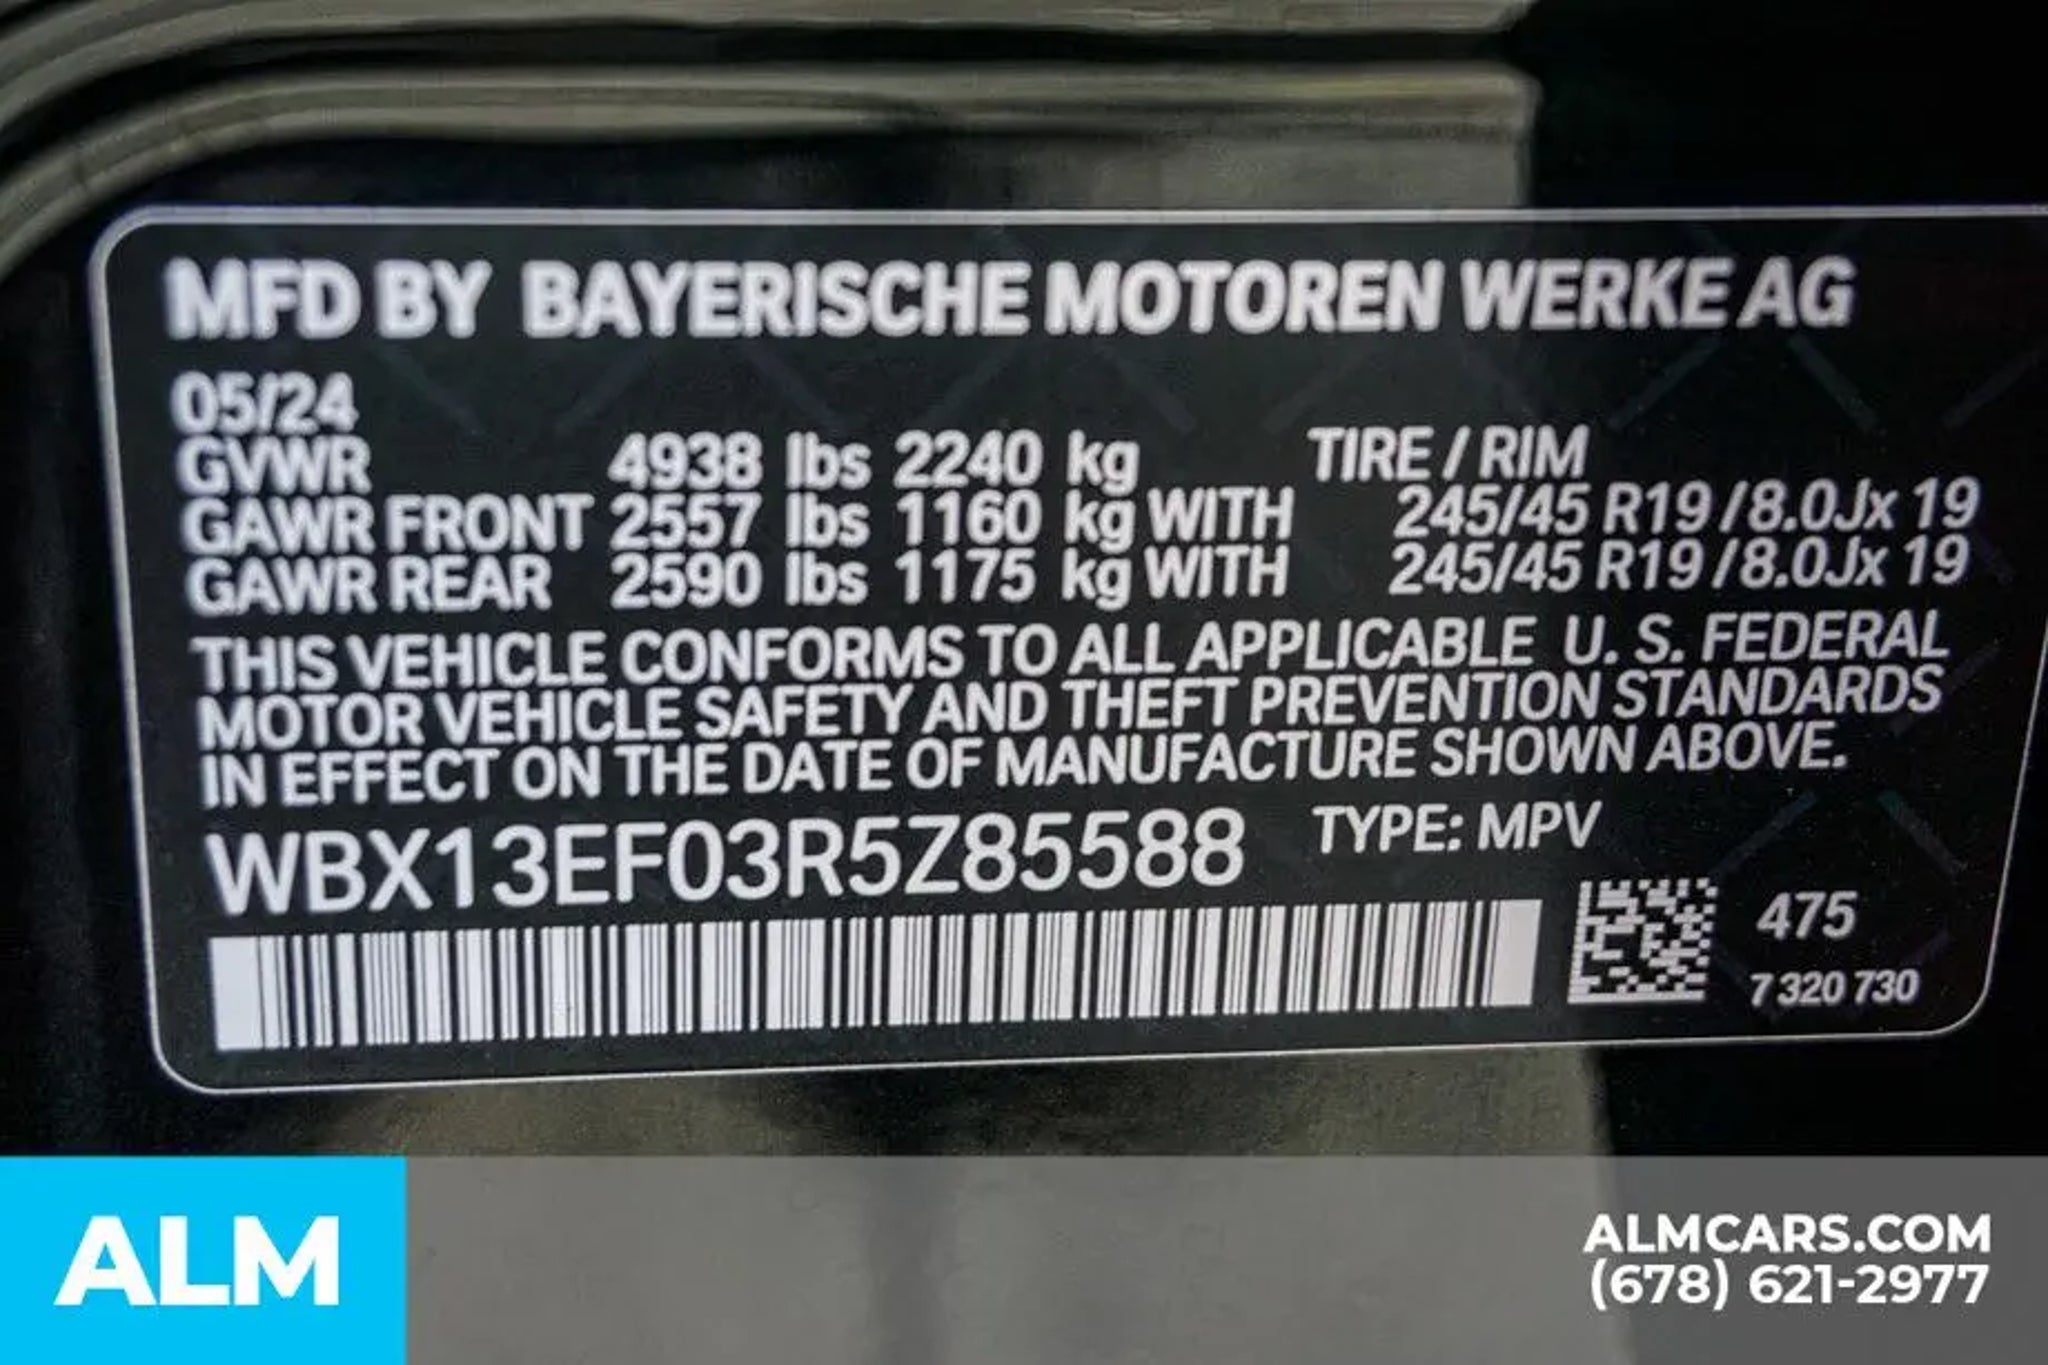 MFD BY BAYERISCHE MOTOREN WERKE AG
05/24
GVWR 4938 lbs 2240 kg TIRE / RIM
GAWR FRONT 2557 lbs 1160 kg WITH 245/45 R19 / 8.0Jx 19
GAWR REAR 2590 lbs 1175 kg WITH 245/45 R19 / 8.0Jx 19
THIS VEHICLE CONFORMS TO ALL APPLICABLE U. S. FEDERAL
MOTOR VEHICLE SAFETY AND THEFT PREVENTION STANDARDS
IN EFFECT ON THE DATE OF MANUFACTURE SHOWN ABOVE.
WBX13EF03R5Z85588 TYPE: MPV
475
7 320 730
ALM
ALMCARS.COM
(678) 621-2977